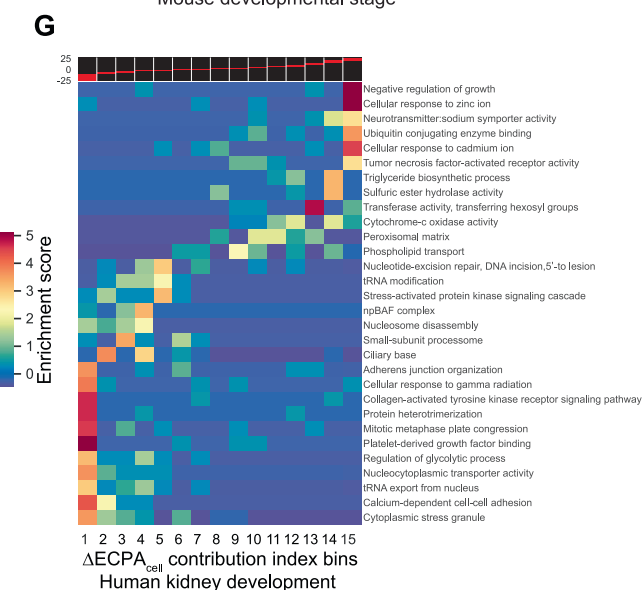 Mouse developmental stage
G
25
0
-25
Negative regulation of growth
Cellular response to zinc ion
Neurotransmitter:sodium symporter activity
Ubiquitin conjugating enzyme binding
Cellular response to cadmium ion
Tumor necrosis factor-activated receptor activity
Triglyceride biosynthetic process
Sulfuric ester hydrolase activity
Transferase activity, transferring hexosyl groups
Cytochrome-c oxidase activity
Peroxisomal matrix
Phospholipid transport
Nucleotide-excision repair, DNA incision,5'-to lesion
tRNA modification
Stress-activated protein kinase signaling cascade
npBAF complex
Nucleosome disassembly
Small-subunit processome
Ciliary base
Adherens junction organization
Cellular response to gamma radiation
Collagen-activated tyrosine kinase receptor signaling pathway
Protein heterotrimerization
Mitotic metaphase plate congression
Platelet-derived growth factor binding
Regulation of glycolytic process
Nucleocytoplasmic transporter activity
tRNA export from nucleus
Calcium-dependent cell-cell adhesion
Cytoplasmic stress granule
5
4
3
2
1
0
Enrichment score
1 2 3 4 5 6 7 8 9 10 11 12 13 14 15
ΔECPAcell contribution index bins
Human kidney development